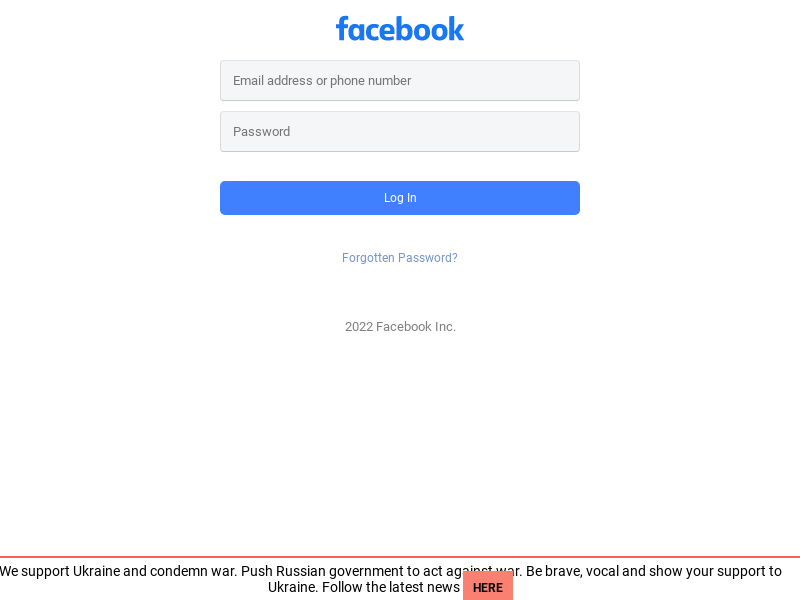 facebook
Email address or phone number
Password
Log In
Forgotten Password?
2022 Facebook Inc.
We support Ukraine and condemn war. Push Russian government to act against war. Be brave, vocal and show your support to
Ukraine. Follow the latest news HERE